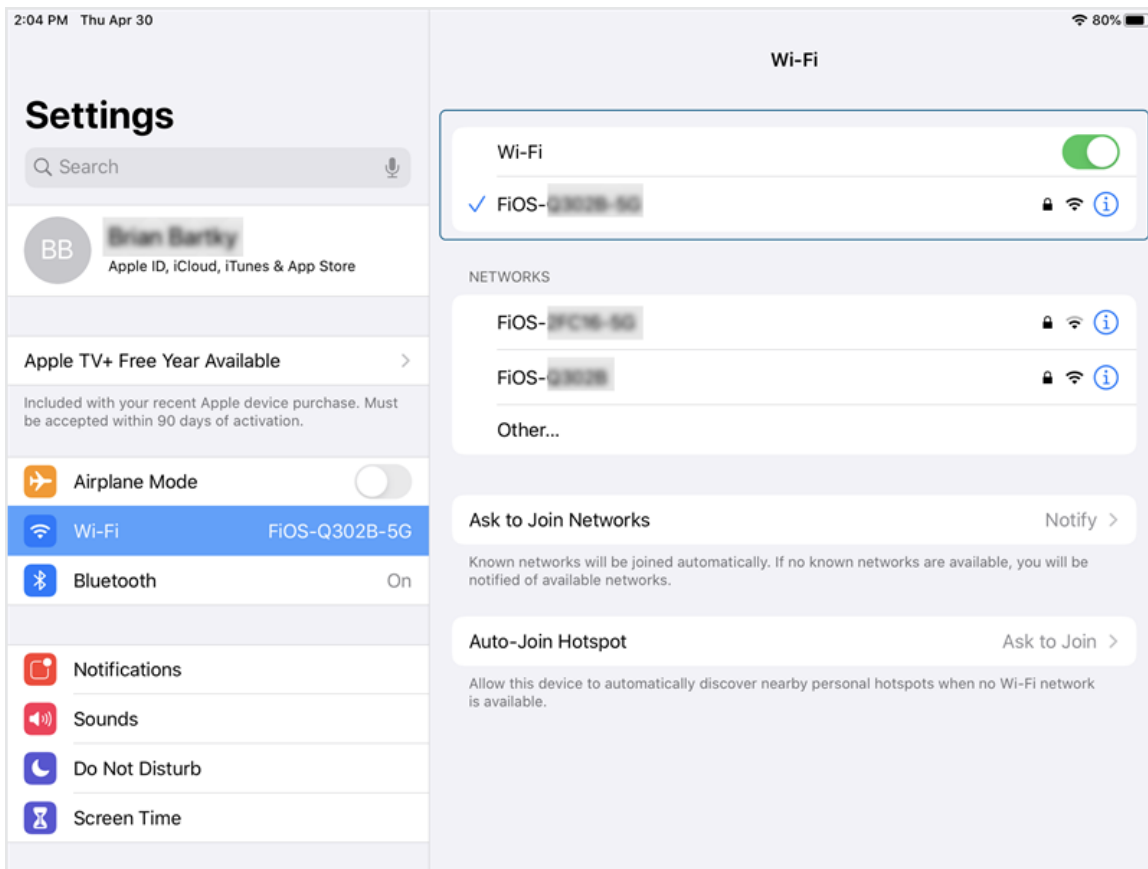 2:04 PM Thu Apr 30
80%
Settings
Search
BB
Apple ID, iCloud, iTunes & App Store
Apple TV+ Free Year Available
Included with your recent Apple device purchase. Must
be accepted within 90 days of activation.
Airplane Mode
Wi-Fi FiOS-Q302B-5G
Bluetooth On
Notifications
Sounds
Do Not Disturb
Screen Time
Wi-Fi
Wi-Fi
FiOS-
NETWORKS
FiOS-
FiOS-
Other...
Ask to Join Networks Notify
Known networks will be joined automatically. If no known networks are available, you will be
notified of available networks.
Auto-Join Hotspot Ask to Join
Allow this device to automatically discover nearby personal hotspots when no Wi-Fi network
is available.